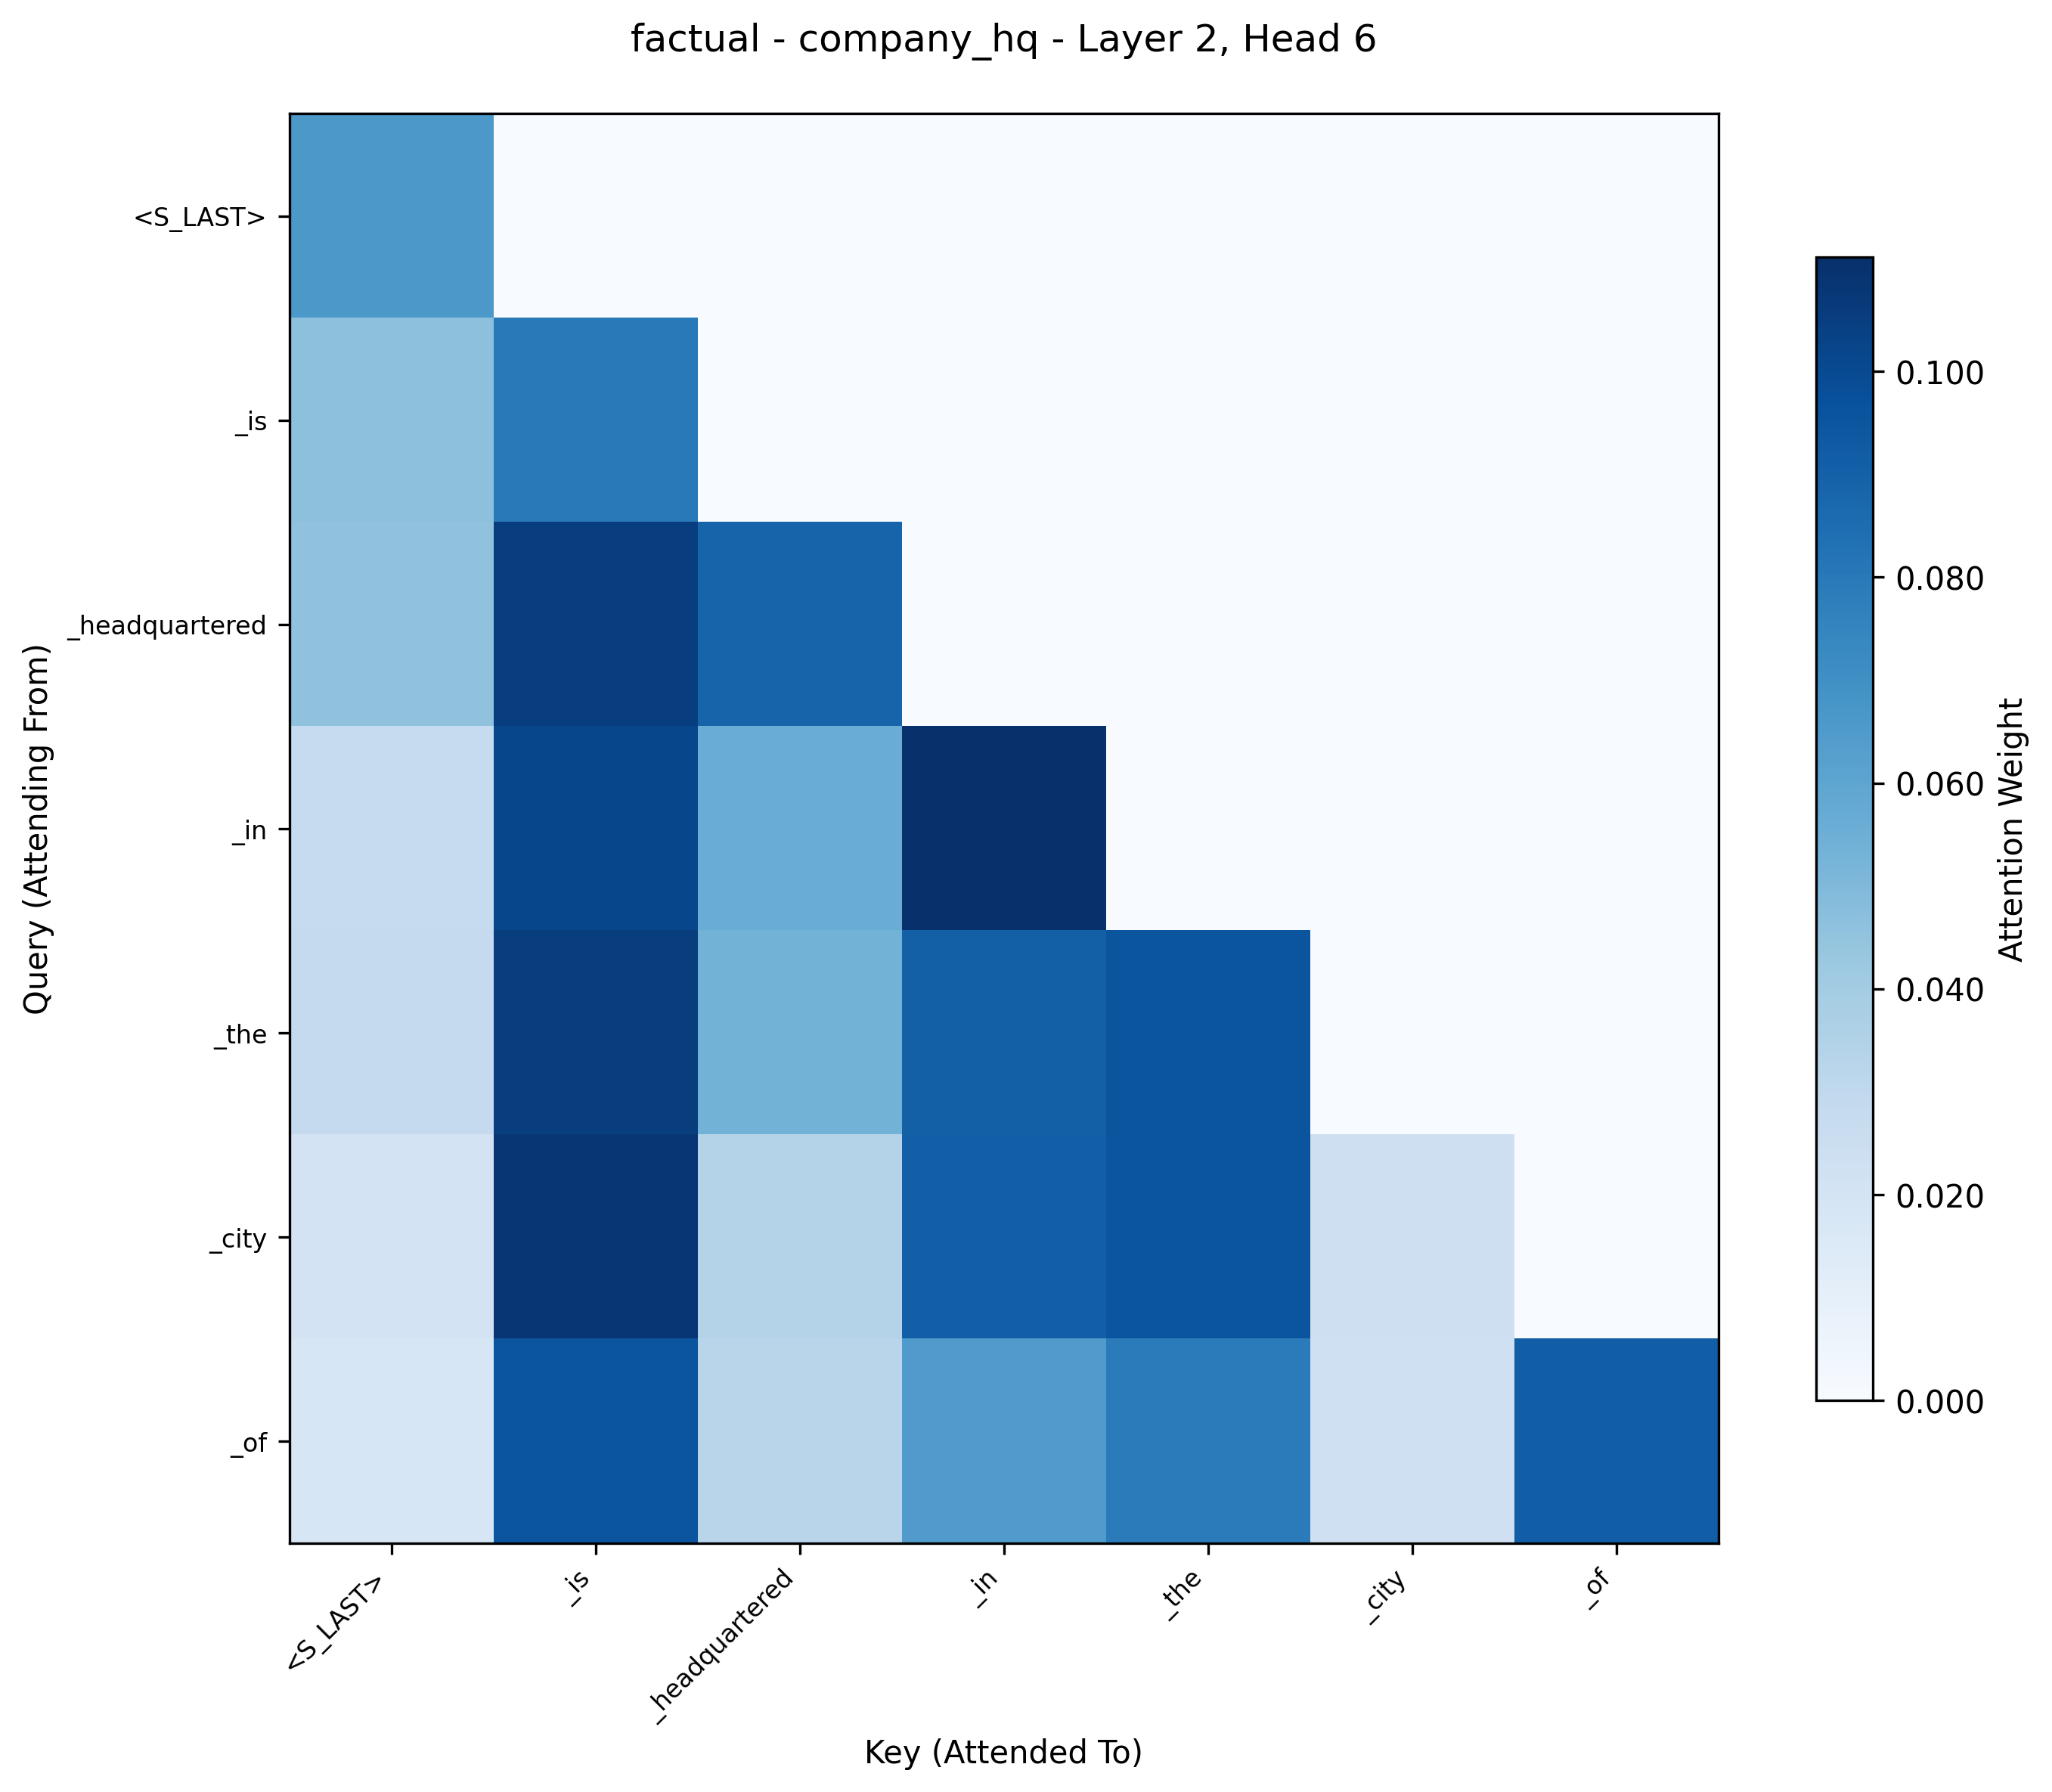 factual - company_hq - Layer 2, Head 6
Query (Attending From)
<S_LAST>
_is
_headquartered
_in
_the
_city
_of
<S_LAST>
_is
_headquartered
_in
_the
_city
_of
Key (Attended To)
0.100
0.080
0.060
0.040
0.020
0.000
Attention Weight